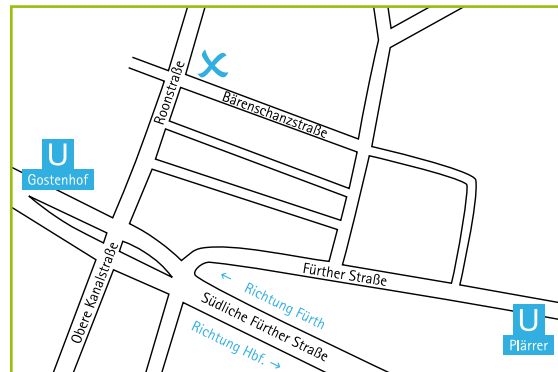 Roonstraße
Bärenschanzstraße
U
Gostenhof
Obere Kanalstraße
Fürther Straße
← Richtung Fürth
Südliche Fürther Straße
Richtung Hbf. →
U
Plärrer